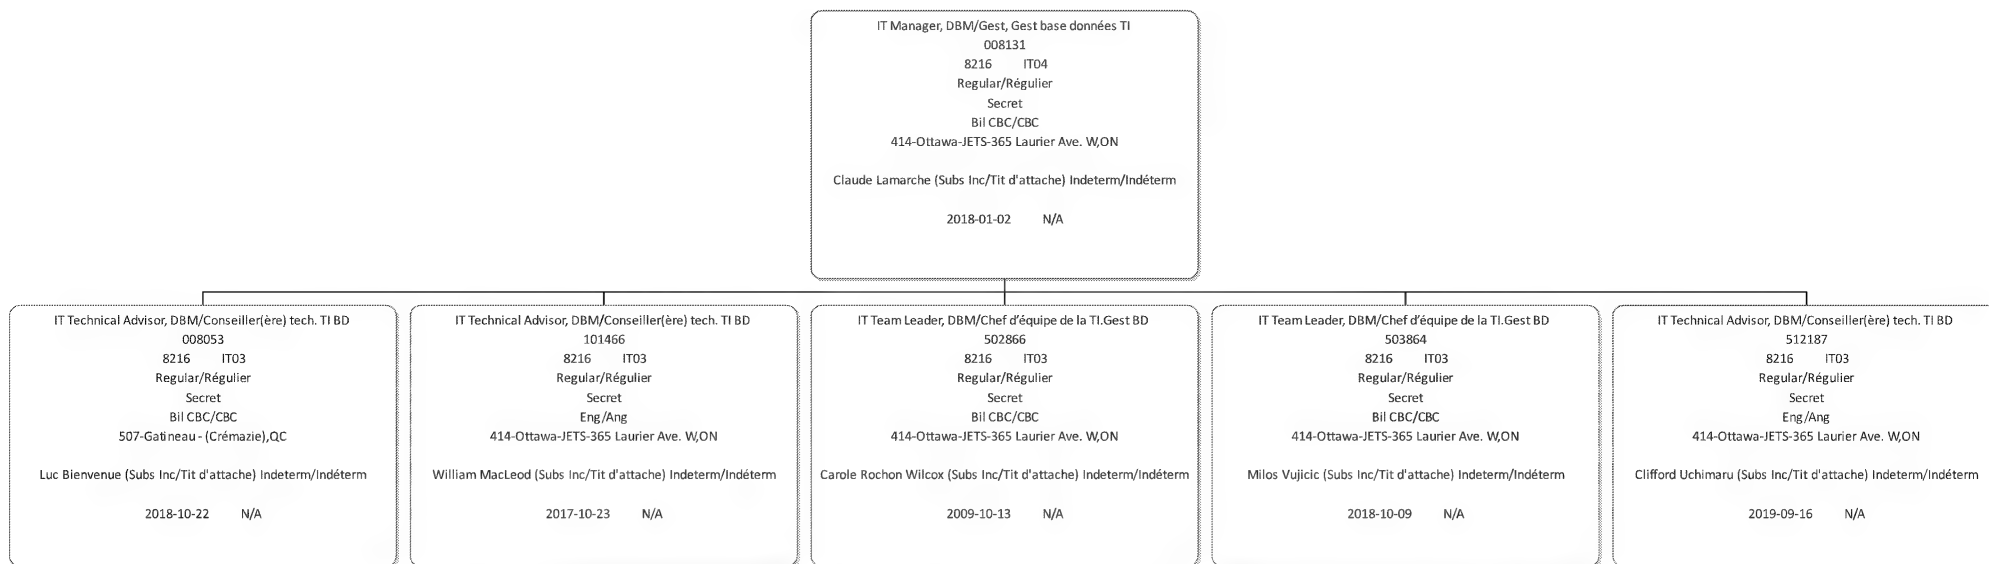 IT Manager, DBM/Gest, Gest base données TI
008131
8216 IT04
Regular/Régulier
Secret
Bil CBC/CBC
414-Ottawa-JETS-365 Laurier Ave. W,ON
Claude Lamarche (Subs Inc/Tit d'attache) Indeterm/Indéterm
2018-01-02 N/A
IT Technical Advisor, DBM/Conseiller(ère) tech. TI BD
008053
8216 IT03
Regular/Régulier
Secret
Bil CBC/CBC
507-Gatineau - (Crémazie),QC
Luc Bienvenue (Subs Inc/Tit d'attache) Indeterm/Indéterm
2018-10-22 N/A
IT Technical Advisor, DBM/Conseiller(ère) tech. TI BD
101466
8216 IT03
Regular/Régulier
Secret
Eng/Ang
414-Ottawa-JETS-365 Laurier Ave. W,ON
William MacLeod (Subs Inc/Tit d'attache) Indeterm/Indéterm
2017-10-23 N/A
IT Team Leader, DBM/Chef d'équipe de la TI.Gest BD
502866
8216 IT03
Regular/Régulier
Secret
Bil CBC/CBC
414-Ottawa-JETS-365 Laurier Ave. W,ON
Carole Rochon Wilcox (Subs Inc/Tit d'attache) Indeterm/Indéterm
2009-10-13 N/A
IT Team Leader, DBM/Chef d'équipe de la TI.Gest BD
503864
8216 IT03
Regular/Régulier
Secret
Bil CBC/CBC
414-Ottawa-JETS-365 Laurier Ave. W,ON
Milos Vujicic (Subs Inc/Tit d'attache) Indeterm/Indéterm
2018-10-09 N/A
IT Technical Advisor, DBM/Conseiller(ère) tech. TI BD
512187
8216 IT03
Regular/Régulier
Secret
Eng/Ang
414-Ottawa-JETS-365 Laurier Ave. W,ON
Clifford Uchimaru (Subs Inc/Tit d'attache) Indeterm/Indéterm
2019-09-16 N/A